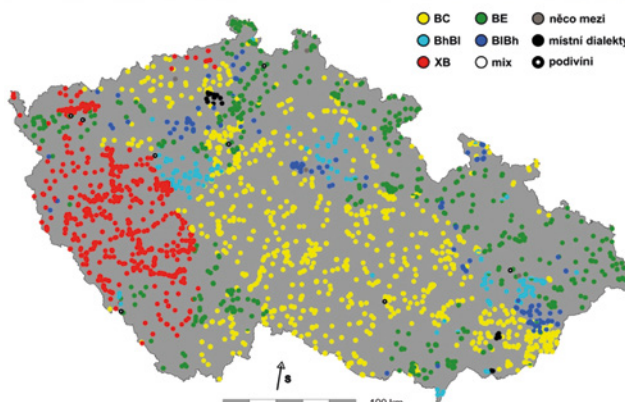 BC BE něco mezi
BhBl BlBh místní dialekty
XB mix podivíni
S
100 km